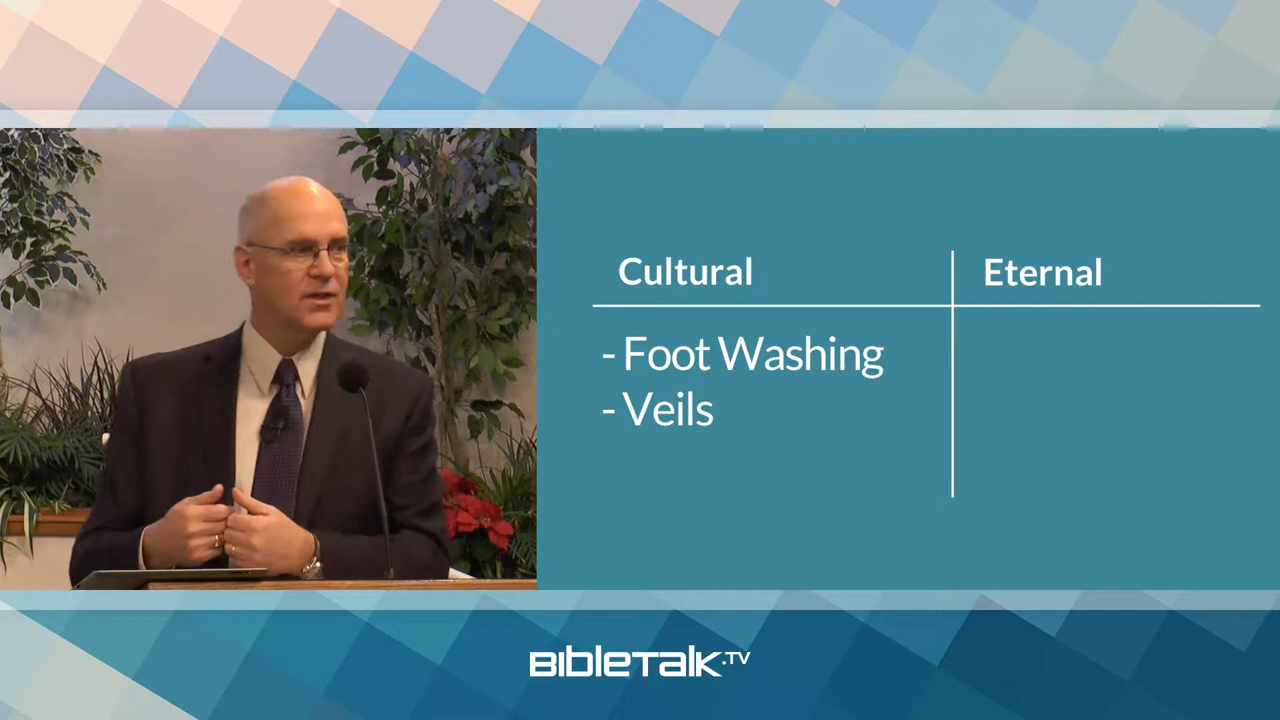 Cultural
Eternal
- Foot Washing
- Veils
BibleTalk.TV